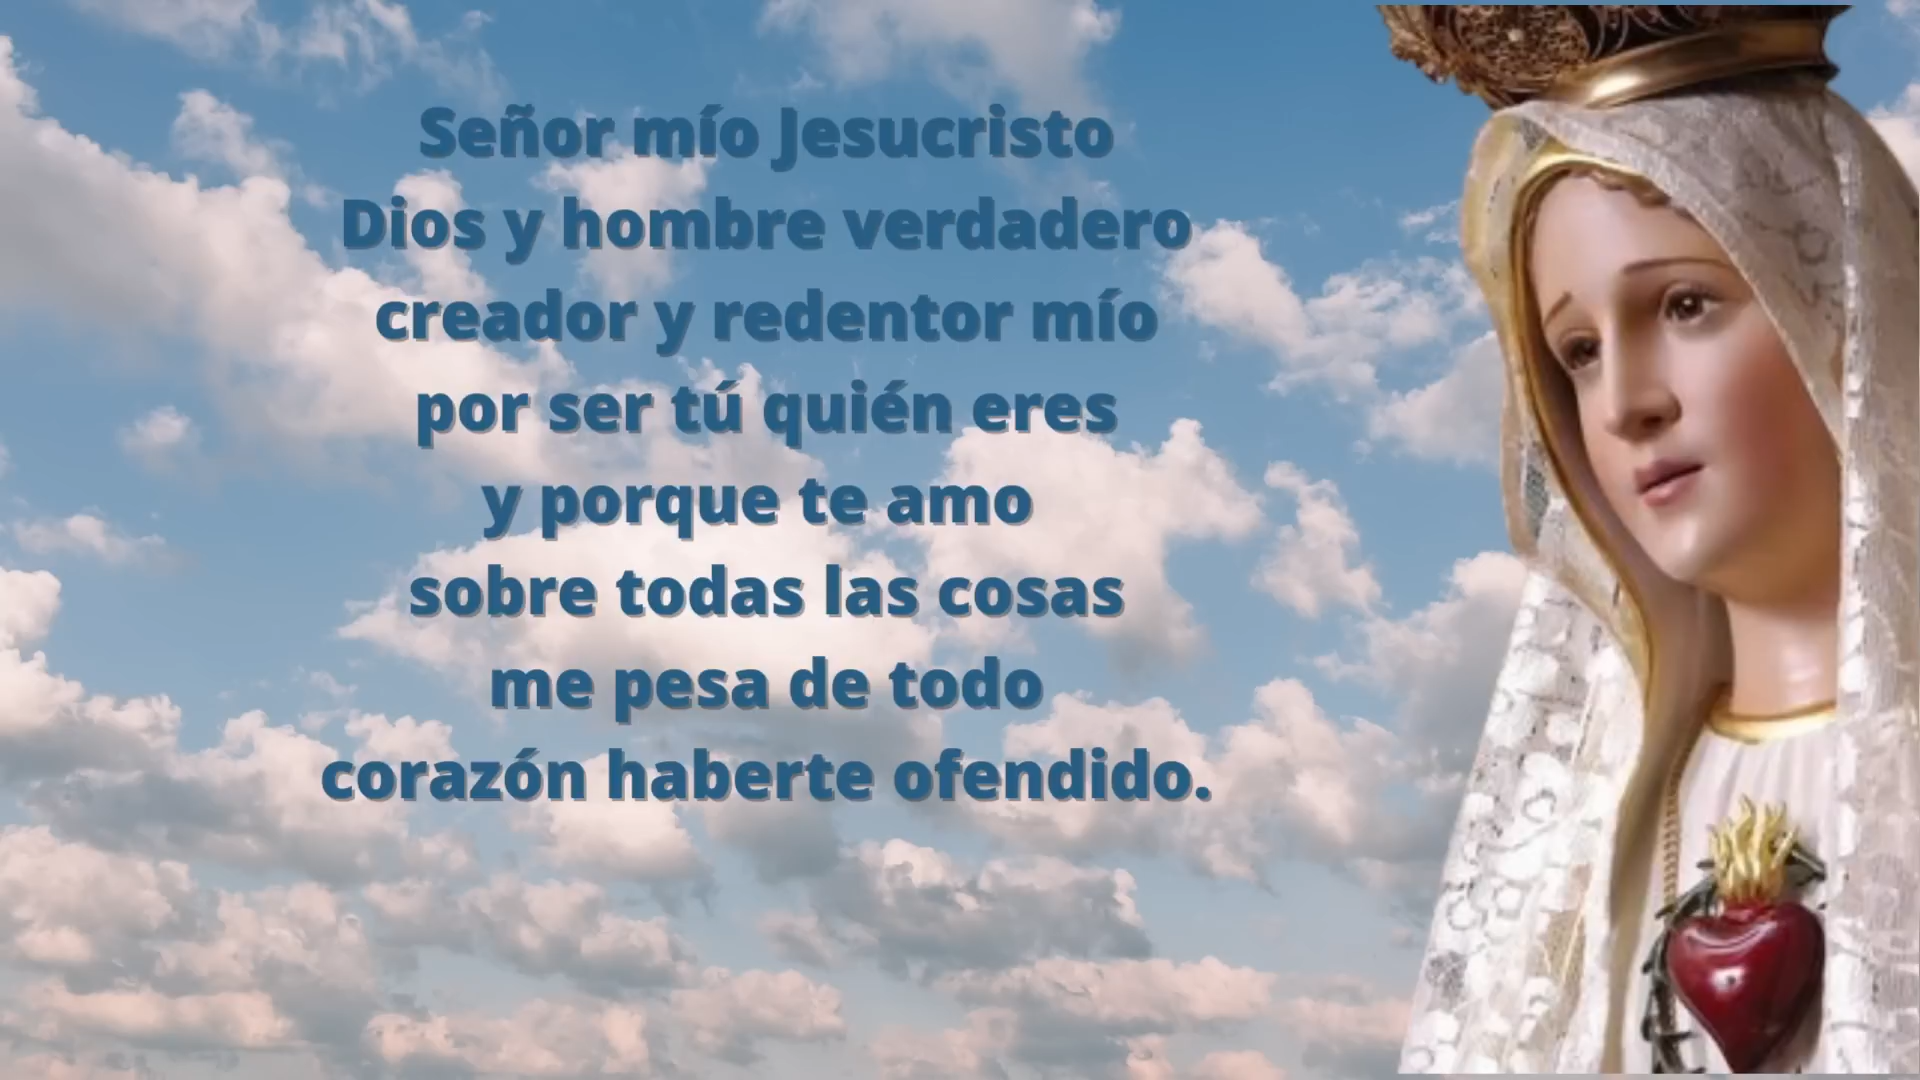 Señor mío Jesucristo
Dios y hombre verdadero
creador y redentor mío
por ser tú quién eres
y porque te amo
sobre todas las cosas
me pesa de todo
corazón haberte ofendido.